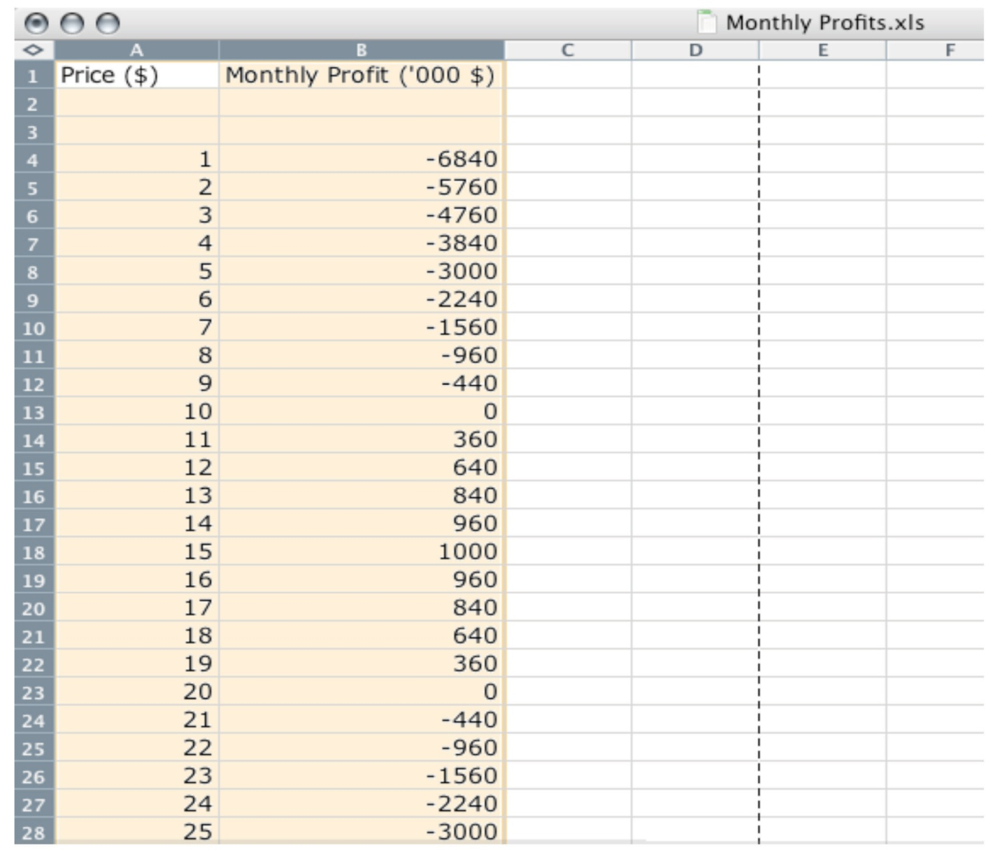 Monthly Profits.xls
A B C D E F
1 Price ($) Monthly Profit ('000 $)
2
3
4 1 -6840
5 2 -5760
6 3 -4760
7 4 -3840
8 5 -3000
9 6 -2240
10 7 -1560
11 8 -960
12 9 -440
13 10 0
14 11 360
15 12 640
16 13 840
17 14 960
18 15 1000
19 16 960
20 17 840
21 18 640
22 19 360
23 20 0
24 21 -440
25 22 -960
26 23 -1560
27 24 -2240
28 25 -3000